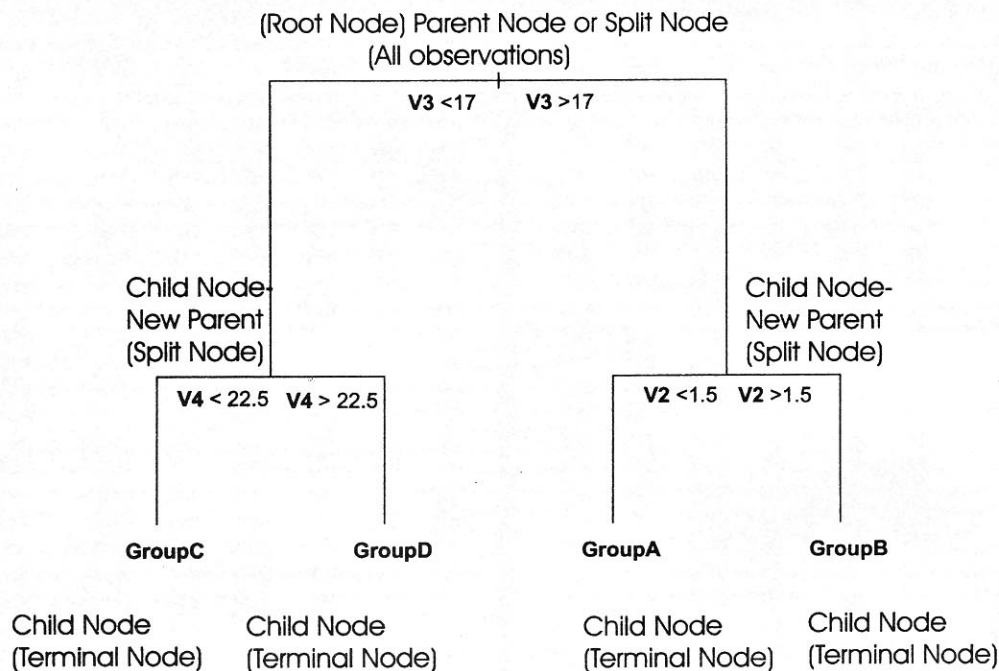 (Root Node) Parent Node or Split Node
(All observations)
V3 <17 V3 >17
Child Node-
New Parent
(Split Node)
Child Node-
New Parent
(Split Node)
V4 < 22.5 V4 > 22.5
V2 <1.5 V2 >1.5
GroupC GroupD GroupA GroupB
Child Node
(Terminal Node)
Child Node
(Terminal Node)
Child Node
(Terminal Node)
Child Node
(Terminal Node)